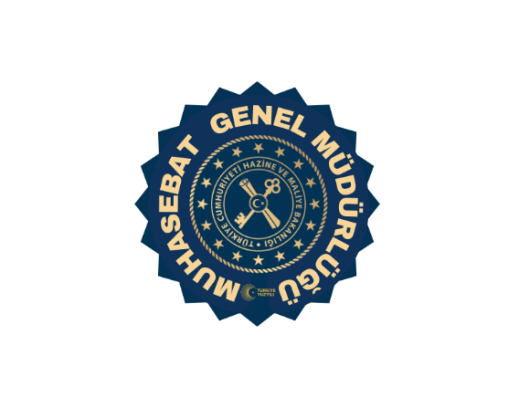 MUHASEBAT GENEL MÜDÜRLÜĞÜ
TÜRKİYE CUMHURİYETİ HAZİNE VE MALİYE BAKANLIĞI
TÜRKİYE
YÜZYILI